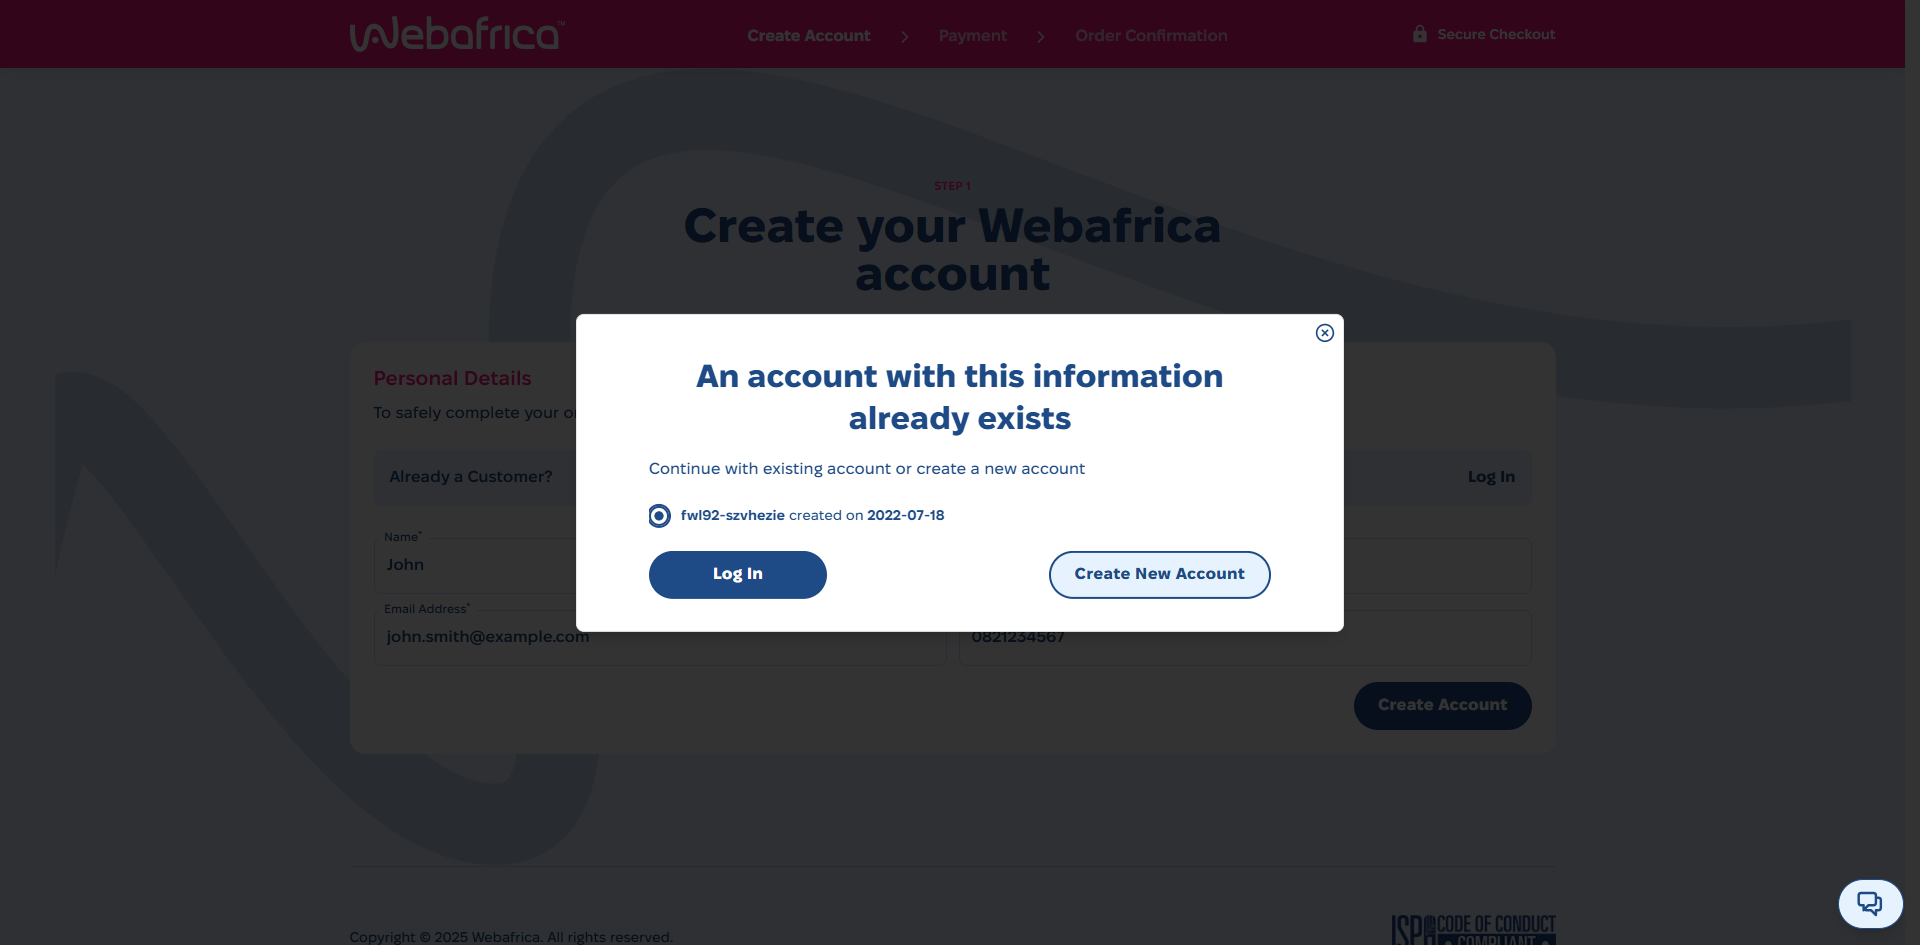 Webafrica™
Create Account > Payment > Order Confirmation
Secure Checkout
STEP 1
Create your Webafrica
account
Personal Details
To safely complete your
Already a Customer?
Log In
Name*
John
Email Address*
john.smith@example.com
0821234567
Create Account
An account with this information
already exists
Continue with existing account or create a new account
fwl92-szvhezie created on 2022-07-18
Log In
Create New Account
Copyright © 2025 Webafrica. All rights reserved.
ISPA CODE OF CONDUCT
COMPLIANT